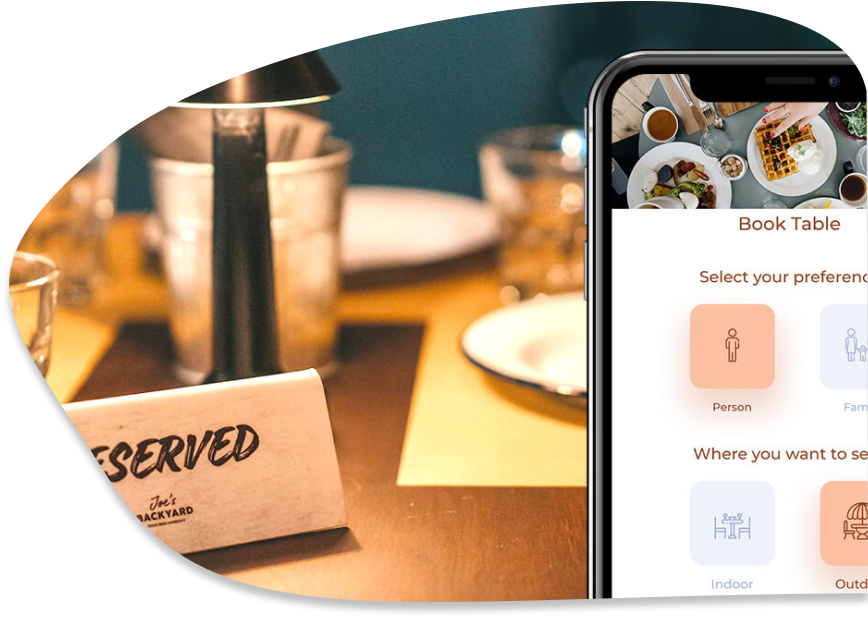 ESERVED
Joe's
BACKYARD
Book Table
Select your preferenc
Person
Fam
Where you want to se
Indoor
Outd